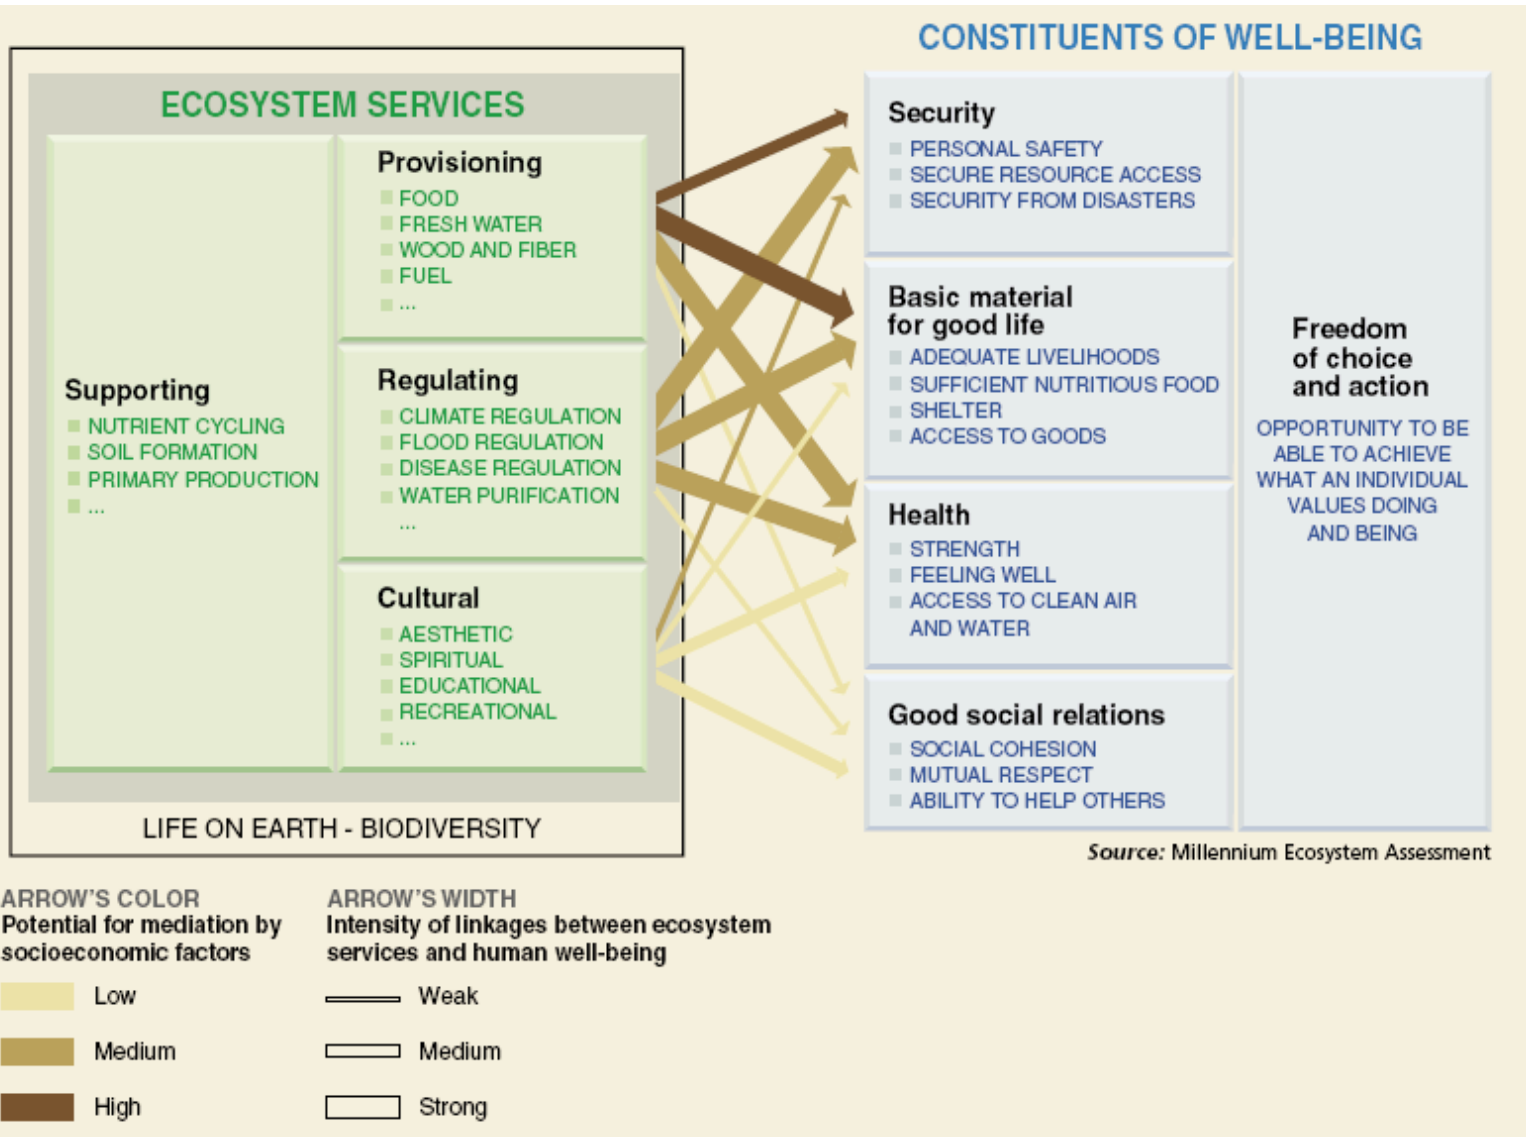 CONSTITUENTS OF WELL-BEING
ECOSYSTEM SERVICES
Supporting
NUTRIENT CYCLING
SOIL FORMATION
PRIMARY PRODUCTION
...
Provisioning
FOOD
FRESH WATER
WOOD AND FIBER
FUEL
...
Regulating
CLIMATE REGULATION
FLOOD REGULATION
DISEASE REGULATION
WATER PURIFICATION
...
Cultural
AESTHETIC
SPIRITUAL
EDUCATIONAL
RECREATIONAL
...
LIFE ON EARTH - BIODIVERSITY
Security
PERSONAL SAFETY
SECURE RESOURCE ACCESS
SECURITY FROM DISASTERS
Basic material
for good life
ADEQUATE LIVELIHOODS
SUFFICIENT NUTRITIOUS FOOD
SHELTER
ACCESS TO GOODS
Health
STRENGTH
FEELING WELL
ACCESS TO CLEAN AIR
AND WATER
Good social relations
SOCIAL COHESION
MUTUAL RESPECT
ABILITY TO HELP OTHERS
Freedom
of choice
and action
OPPORTUNITY TO BE
ABLE TO ACHIEVE
WHAT AN INDIVIDUAL
VALUES DOING
AND BEING
Source: Millennium Ecosystem Assessment
ARROW'S COLOR
Potential for mediation by
socioeconomic factors
Low
Medium
High
ARROW'S WIDTH
Intensity of linkages between ecosystem
services and human well-being
Weak
Medium
Strong